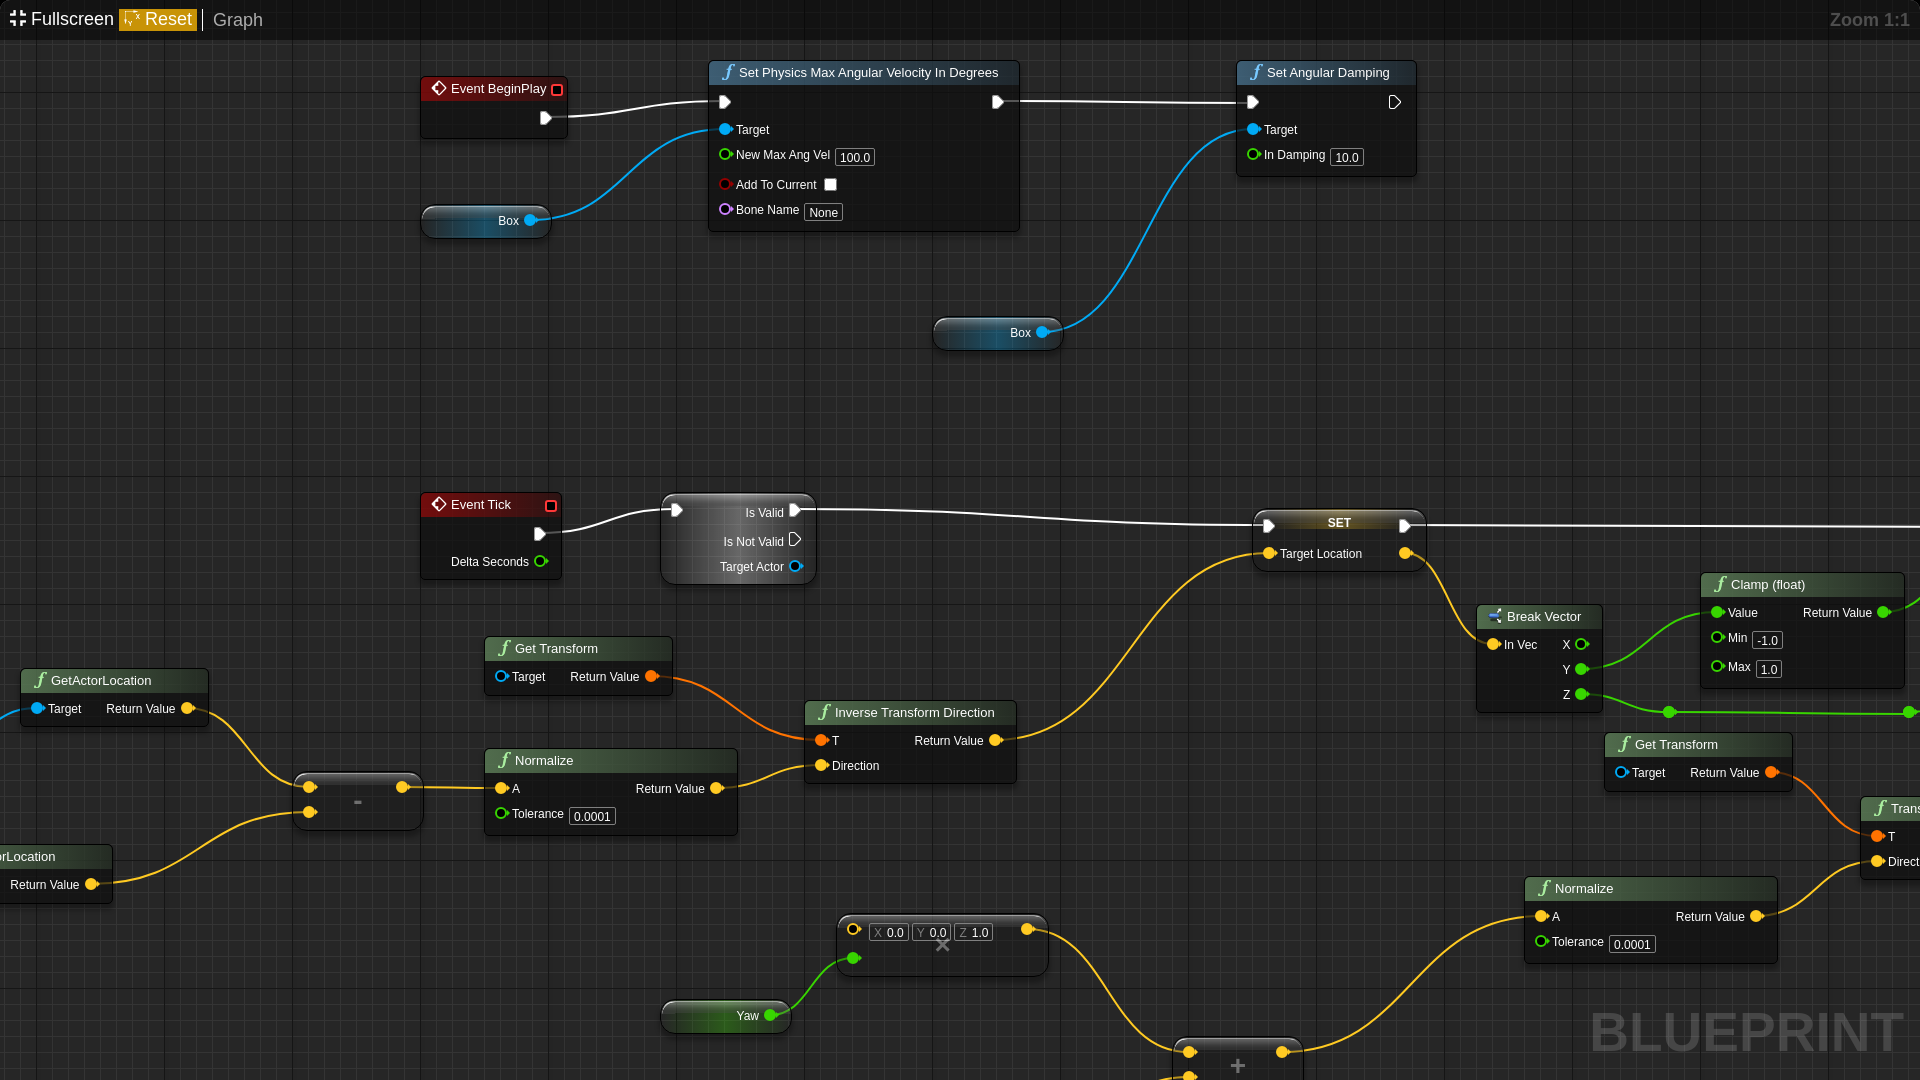 Fullscreen Reset Graph Zoom 1:1
Event BeginPlay
Set Physics Max Angular Velocity In Degrees
Target
New Max Ang Vel 100.0
Add To Current
Bone Name None
Set Angular Damping
Target
In Damping 10.0
Box
Box
Event Tick
Delta Seconds
Is Valid
Is Not Valid
Target Actor
SET
Target Location
Break Vector
In Vec X
Y
Z
Clamp (float)
Value Return Value
Min -1.0
Max 1.0
GetActorLocation
Target Return Value
Get Transform
Target Return Value
Inverse Transform Direction
T Return Value
Direction
-
Normalize
A Return Value
Tolerance 0.0001
orLocation
Return Value
Get Transform
Target Return Value
Trans
T
Direct
Normalize
A Return Value
Tolerance 0.0001
X 0.0 Y 0.0 Z 1.0
×
Yaw
+
BLUEPRINT